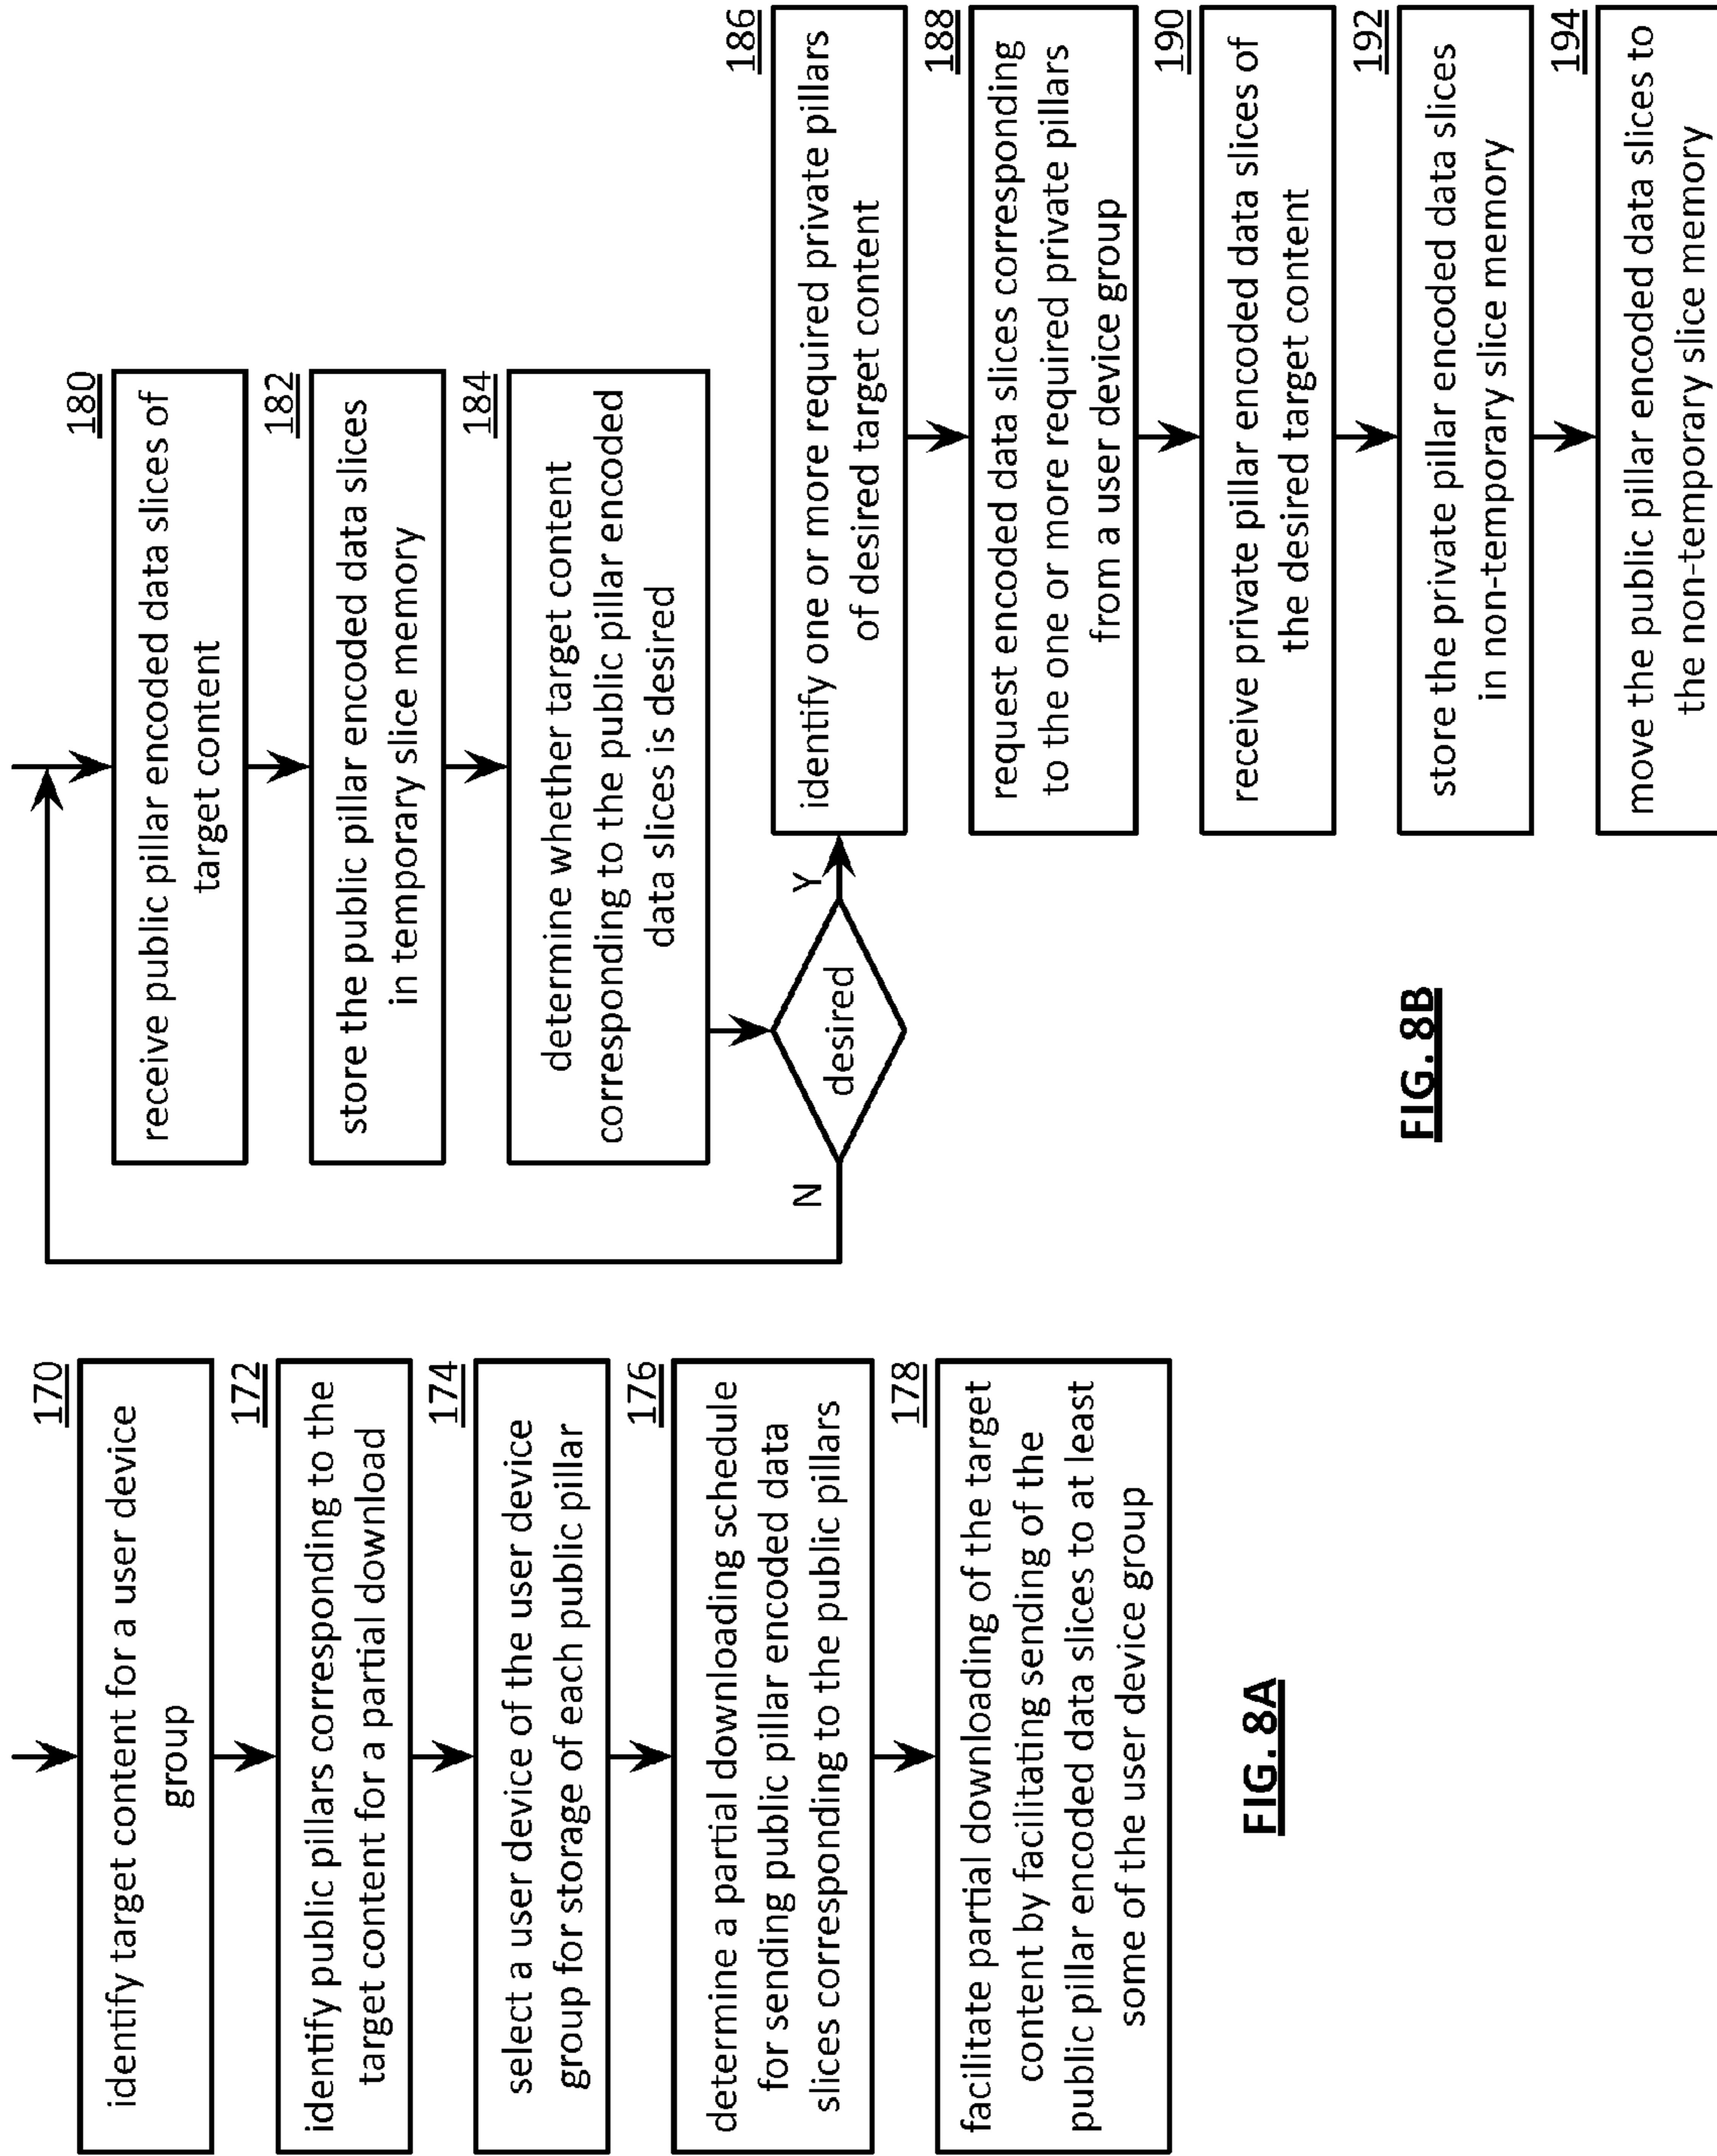 170
identify target content for a user device
group
172
identify public pillars corresponding to the
target content for a partial download
174
select a user device of the user device
group for storage of each public pillar
176
determine a partial downloading schedule
for sending public pillar encoded data
slices corresponding to the public pillars
178
facilitate partial downloading of the target
content by facilitating sending of the
public pillar encoded data slices to at least
some of the user device group
FIG. 8A
180
receive public pillar encoded data slices of
target content
182
store the public pillar encoded data slices
in temporary slice memory
184
determine whether target content
corresponding to the public pillar encoded
data slices is desired
desired
N
Y
186
identify one or more required private pillars
of desired target content
188
request encoded data slices corresponding
to the one or more required private pillars
from a user device group
190
receive private pillar encoded data slices of
the desired target content
192
store the private pillar encoded data slices
in non-temporary slice memory
194
move the public pillar encoded data slices to
the non-temporary slice memory
FIG. 8B